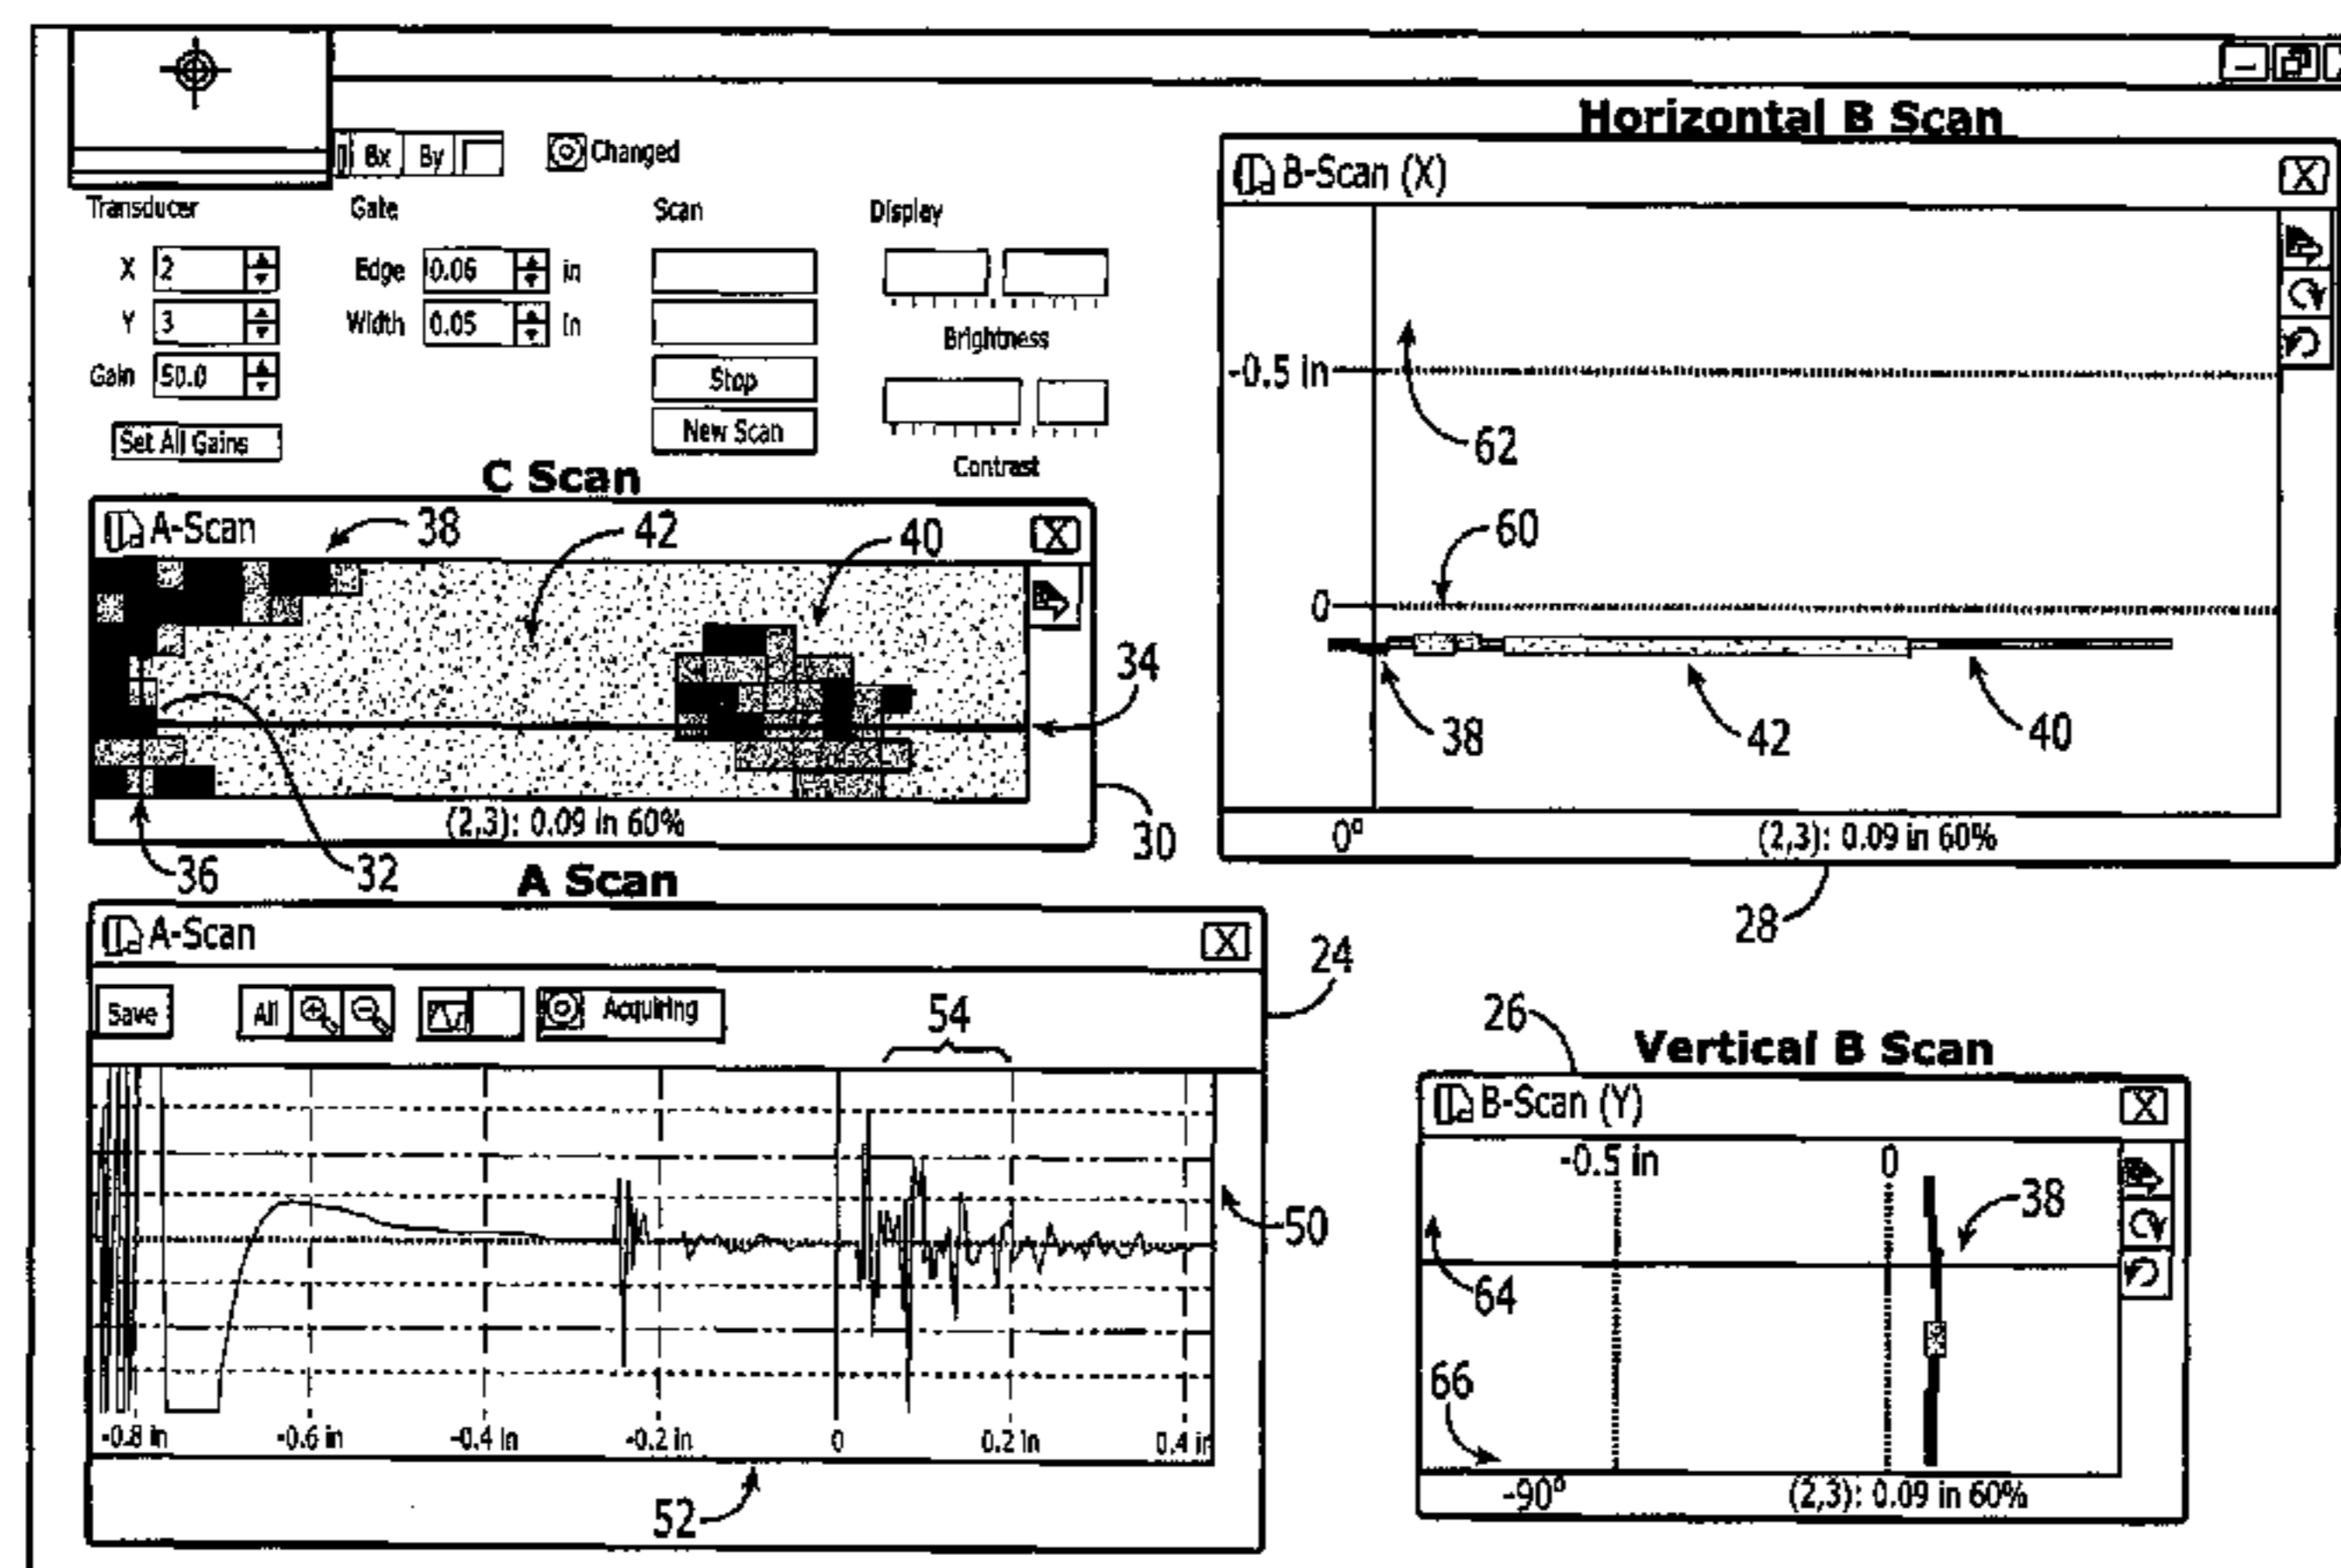 Horizontal B Scan
Bx By Changed
B-Scan (X) X
Transducer Gate Scan Display
X 2 Edge 0.06 in
Y 3 Width 0.05 In
Brightness
Gain 50.0 Stop
-0.5 in
Set All Gains New Scan
62
Contrast
C Scan
A-Scan 38 42 40 X
60
0
34
38 42 40
(2,3): 0.09 in 60%
30
0° (2,3): 0.09 in 60%
36 32
28
A Scan
A-Scan X
24
Save All Acquiring
54
26
Vertical B Scan
B-Scan (Y) X
-0.5 in 0
38
50
64
66
-0.8 in -0.6 in -0.4 In -0.2 in 0 0.2 In 0.4 in
-90° (2,3): 0.09 in 60%
52